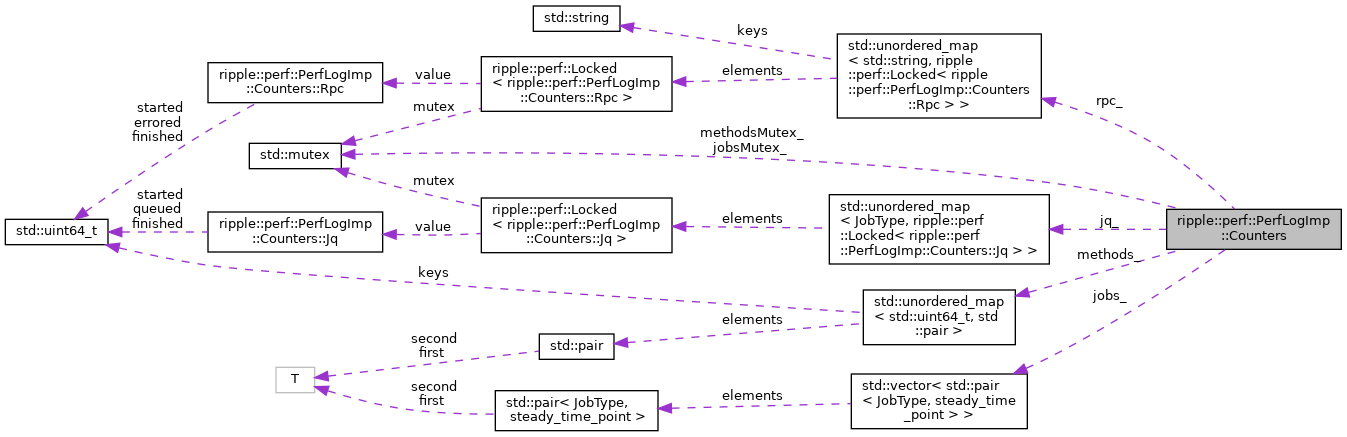 std::string
keys
std::unordered_map
< std::string, ripple
::perf::Locked< ripple
::perf::PerfLogImp::Counters
::Rpc > >
ripple::perf::Locked
< ripple::perf::PerfLogImp
::Counters::Rpc >
elements
ripple::perf::PerfLogImp
::Counters::Rpc
value
rpc_
started
errored
finished
mutex
methodsMutex_
jobsMutex_
std::mutex
mutex
started
queued
finished
std::uint64_t
ripple::perf::PerfLogImp
::Counters::Jq
value
ripple::perf::Locked
< ripple::perf::PerfLogImp
::Counters::Jq >
elements
std::unordered_map
< JobType, ripple::perf
::Locked< ripple::perf
::PerfLogImp::Counters::Jq > >
jq_
ripple::perf::PerfLogImp
::Counters
methods_
keys
jobs_
std::unordered_map
< std::uint64_t, std
::pair >
elements
std::pair
second
first
T
second
first
std::pair< JobType,
steady_time_point >
elements
std::vector< std::pair
< JobType, steady_time
_point > >